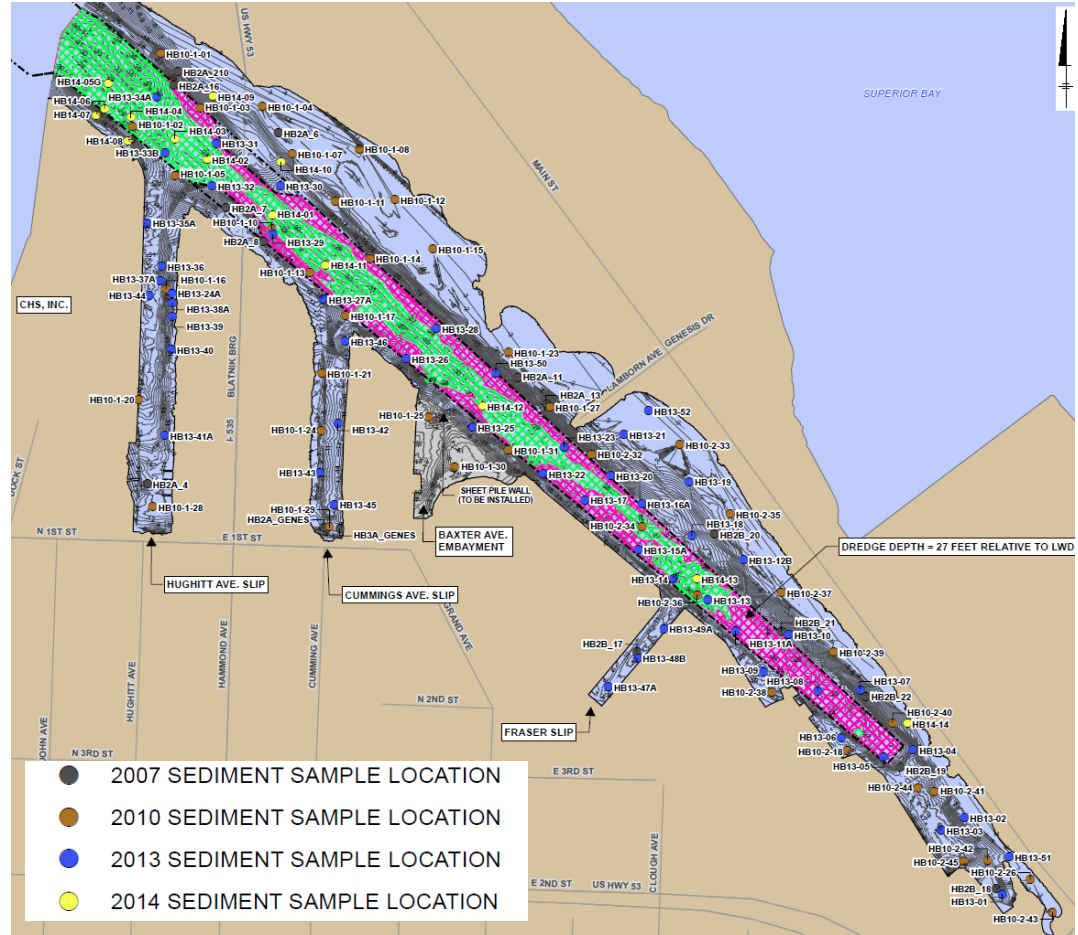 US HWY 53
SUPERIOR BAY
MAIN ST
HB10-1-01
HB2A_210
HB2A_16
HB14-05G
HB14-09
HB13-34A
HB10-1-03
HB10-1-04
HB14-06
HB14-04
HB14-07
HB10-1-02
HB14-03
HB2A_6
HB14-08
HB13-31
HB13-33B
HB14-02
HB10-1-07
HB10-1-08
HB14-10
HB10-1-05
HB13-32
HB13-30
HB10-1-11
HB10-1-12
HB2A_7
HB14-01
HB10-1-10
HB13-35A
HB2A_8
HB13-29
HB10-1-15
HB10-1-14
HB14-11
HB10-1-13
HB13-36
HB13-37A
HB10-1-16
HB13-44
HB13-24A
HB13-38A
HB13-39
HB13-27A
HB10-1-17
HB13-28
CHS, INC.
HB13-40
HB13-46
HB13-26
HB10-1-23
HB13-50
HB2A_11
LAMBORN AVE
GENESIS DR
BLATNIK BRG
I- 535
HB10-1-21
HB2A_13
HB10-1-27
HB10-1-20
HB14-12
HB10-1-25
HB13-52
HB13-42
HB10-1-24
HB13-25
HB13-23
HB13-21
HB13-41A
HB10-1-31
HB10-2-33
HB10-2-32
HB13-43
HB10-1-30
HB13-22
HB13-20
HB13-19
HB2A_4
DOCK ST
SHEET PILE WALL
(TO BE INSTALLED)
HB13-17
HB13-16A
HB10-1-28
HB13-45
HB10-1-29
HB2A_GENES
HB3A_GENES
HB10-2-34
HB10-2-35
HB13-18
HB2B_20
N 1ST ST
E 1ST ST
BAXTER AVE.
EMBAYMENT
HB13-15A
HB13-12B
DREDGE DEPTH = 27 FEET RELATIVE TO LWD
HUGHITT AVE. SLIP
CUMMINGS AVE. SLIP
GRAND AVE
HB13-14
HB14-13
HB10-2-36
HB13-13
HB10-2-37
HB2B_21
HB13-10
HB13-11A
HB13-49A
HB2B_17
HB13-48B
HB10-2-39
HUGHITT AVE
HAMMOND AVE
CUMMING AVE
HB13-09
HB13-08
HB13-07
HB2B_22
HB10-2-38
HB13-47A
N 2ND ST
FRASER SLIP
HB10-2-40
HB14-14
HB13-06
HB10-2-18
HB13-04
HB13-05
HB2B_19
JOHN AVE
N 3RD ST
E 3RD ST
HB10-2-44
HB10-2-41
HB13-02
HB13-03
HB10-2-42
HB10-2-45
HB13-51
HB10-2-26
HB2B_18
HB13-01
HB10-2-43
CLOUGH AVE
E 2ND ST
US HWY 53
2007 SEDIMENT SAMPLE LOCATION
2010 SEDIMENT SAMPLE LOCATION
2013 SEDIMENT SAMPLE LOCATION
2014 SEDIMENT SAMPLE LOCATION